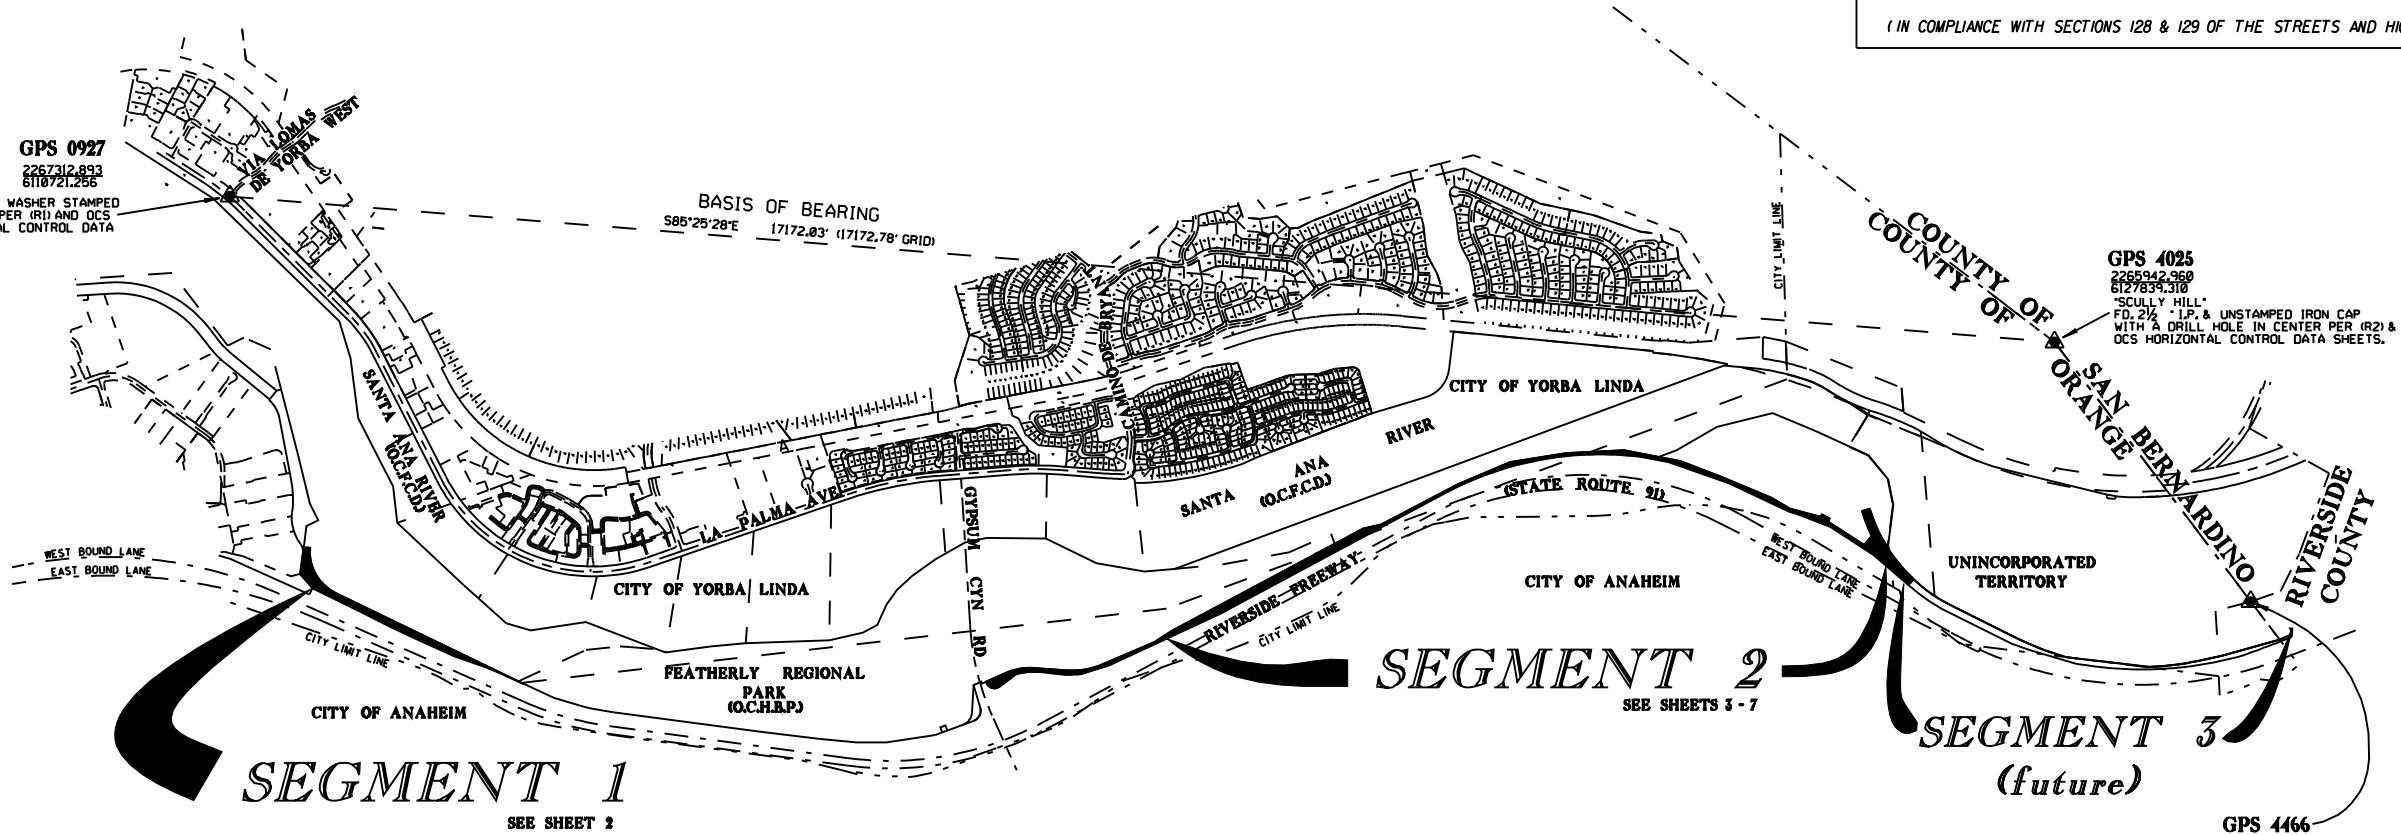 ( IN COMPLIANCE WITH SECTIONS 128 & 129 OF THE STREETS AND
GPS 0927
2267312.893
6110721.256
WASHER STAMPED
PER (R1) AND OCS
CONTROL DATA
VIA LOMAS
DE YORBA WEST
BASIS OF BEARING
S85°25'28"E 17172.03' (17172.78' GRID)
CITY LIMIT LINE
COUNTY OF
COUNTY OF
SAN BERNARDINO
ORANGE
GPS 4025
2265942.960
6127839.310
"SCULLY HILL"
FD. 2½ " I.P. & UNSTAMPED IRON CAP
WITH A DRILL HOLE IN CENTER PER (R2) &
OCS HORIZONTAL CONTROL DATA SHEETS.
SANTA ANA RIVER
(O.C.F.C.D.)
CAMINO DE BRYANT
CITY OF YORBA LINDA
SANTA ANA RIVER
(O.C.F.C.D.)
LA PALMA AVE
GYPSUM CYN RD
(STATE ROUTE 91)
WEST BOUND LANE
EAST BOUND LANE
WEST BOUND LANE
EAST BOUND LANE
RIVERSIDE
COUNTY
UNINCORPORATED
TERRITORY
CITY OF YORBA LINDA
CITY OF ANAHEIM
RIVERSIDE FREEWAY
CITY LIMIT LINE
CITY LIMIT LINE
FEATHERLY REGIONAL
PARK
(O.C.H.B.P.)
CITY OF ANAHEIM
SEGMENT 1
SEE SHEET 2
SEGMENT 2
SEE SHEETS 3 - 7
SEGMENT 3
(future)
GPS 4466